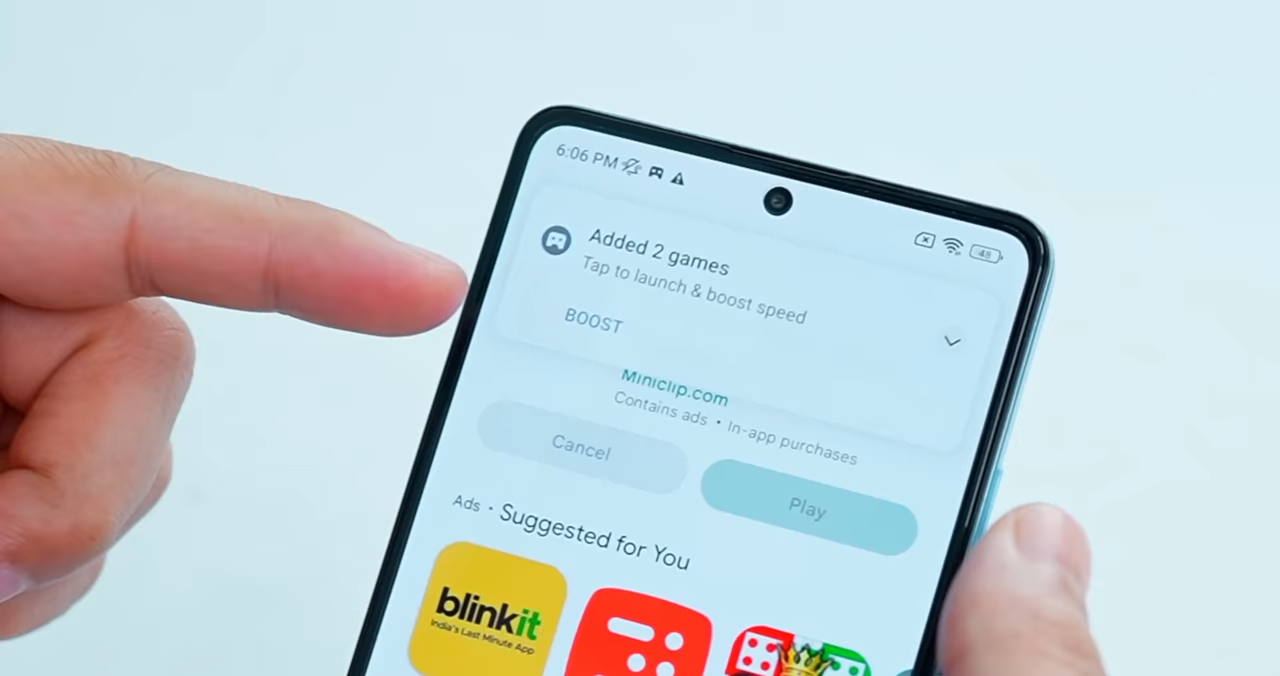 6:06 PM
48
Added 2 games
Tap to launch & boost speed
BOOST
Miniclip.com
Contains ads • In-app purchases
Cancel
Play
Ads • Suggested for You
blinkit
India's Last Minute App